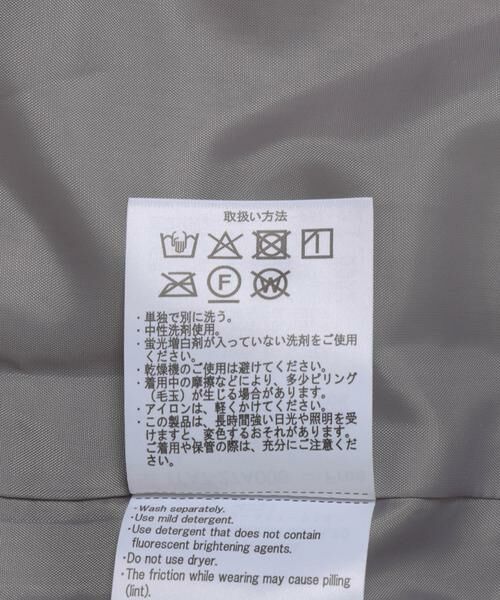 取扱い方法
F W
・単独で別に洗う。
・中性洗剤使用。
・蛍光増白剤が入っていない洗剤をご使用
ください。
・乾燥機のご使用は避けてください。
・着用中の摩擦などにより、多少ピリング
（毛玉）が生じる場合があります。
・アイロンは、軽くかけてください。
・この製品は、長時間強い日光や照明を受
けますと、変色するおそれがあります。
ご着用や保管の際は、充分にご注意くだ
さい。
・Wash separately.
・Use mild detergent.
・Use detergent that does not contain
fluorescent brightening agents.
・Do not use dryer.
・The friction while wearing may cause pilling
(lint).